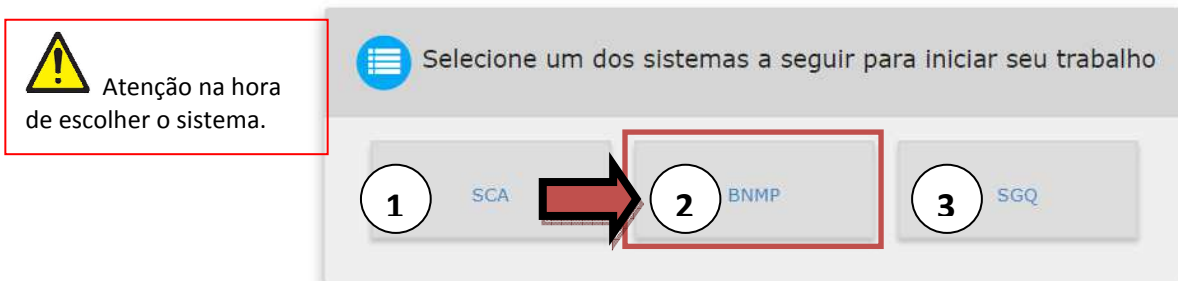 Atenção na hora
de escolher o sistema.
Selecione um dos sistemas a seguir para iniciar seu trabalho
1 SCA
2 BNMP
3 SGQ